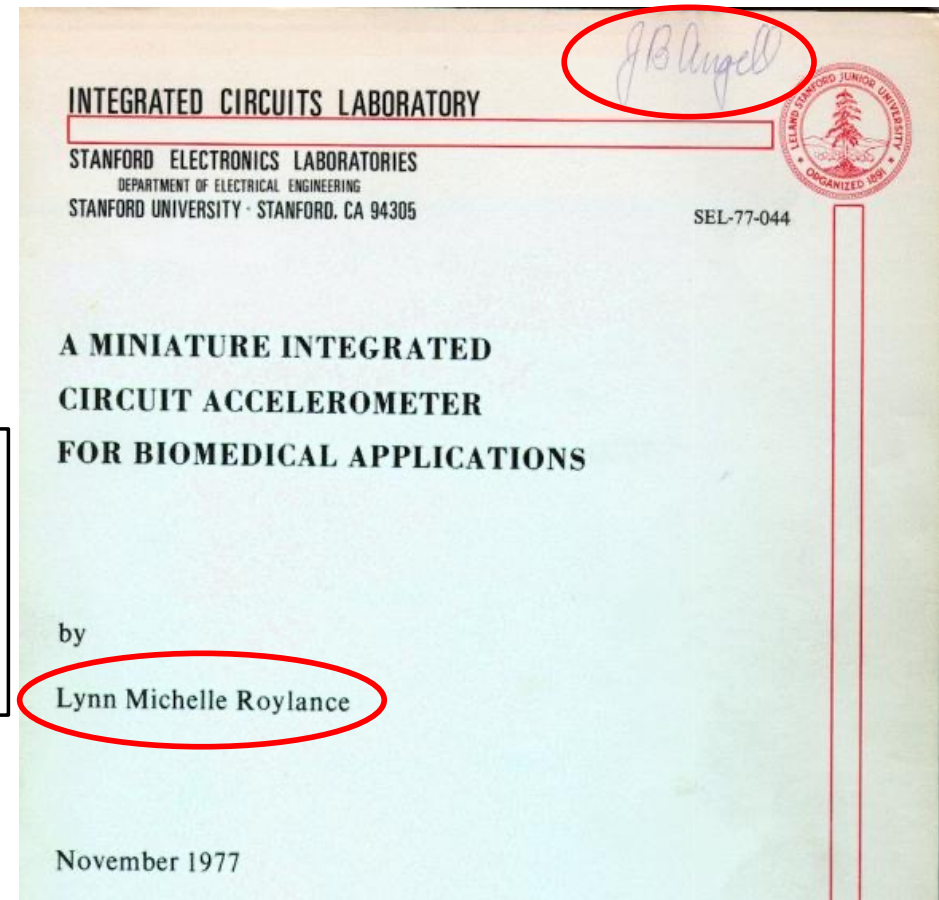 J B Angell
INTEGRATED CIRCUITS LABORATORY
STANFORD ELECTRONICS LABORATORIES
DEPARTMENT OF ELECTRICAL ENGINEERING
STANFORD UNIVERSITY · STANFORD, CA 94305
LELAND STANFORD JUNIOR UNIVERSITY
• ORGANIZED 1891 •
SEL-77-044
A MINIATURE INTEGRATED
CIRCUIT ACCELEROMETER
FOR BIOMEDICAL APPLICATIONS
by
Lynn Michelle Roylance
November 1977